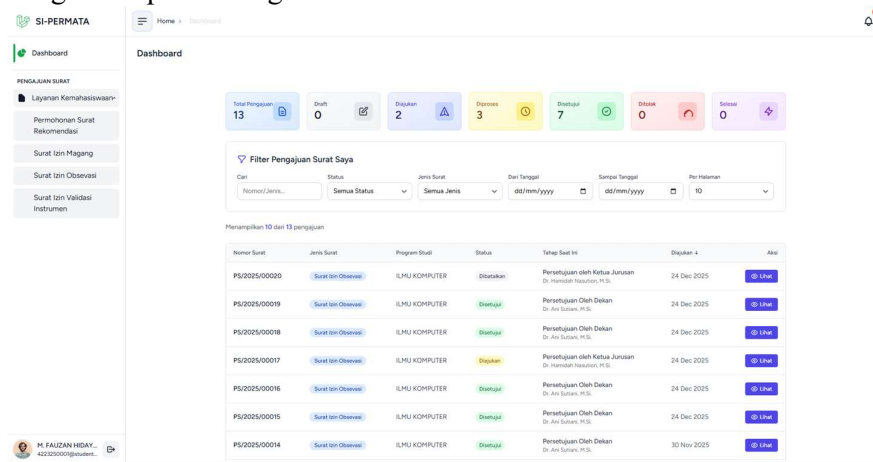 SI-PERMATA
Home > Dashboard
Dashboard
Dashboard
PENGAJUAN SURAT
Layanan Kemahasiswaan
Permohonan Surat
Rekomendasi
Surat Izin Magang
Surat Izin Obsevasi
Surat Izin Validasi
Instrumen
M. FAUZAN HIDAY...
4223250001@student...
Total Pengajuan
13
Draft
0
Diajukan
2
Diproses
3
Disetujui
7
Ditolak
0
Selesai
0
Filter Pengajuan Surat Saya
Cari Status Jenis Surat Dari Tanggal Sampai Tanggal Per Halaman
Nomor/Jenis... Semua Status Semua Jenis dd/mm/yyyy dd/mm/yyyy 10
Menampilkan 10 dari 13 pengajuan
Nomor Surat Jenis Surat Program Studi Status Tahap Saat Ini Diajukan ↓ Aksi
PS/2025/00020 Surat Izin Obsevasi ILMU KOMPUTER Dibatalkan Persetujuan oleh Ketua Jurusan 24 Dec 2025 Lihat
Dr. Hamidah Nasution, M.Si.
PS/2025/00019 Surat Izin Obsevasi ILMU KOMPUTER Disetujui Persetujuan Oleh Dekan 24 Dec 2025 Lihat
Dr. Ani Sutiani, M.Si.
PS/2025/00018 Surat Izin Obsevasi ILMU KOMPUTER Disetujui Persetujuan Oleh Dekan 24 Dec 2025 Lihat
Dr. Ani Sutiani, M.Si.
PS/2025/00017 Surat Izin Obsevasi ILMU KOMPUTER Diajukan Persetujuan oleh Ketua Jurusan 24 Dec 2025 Lihat
Dr. Hamidah Nasution, M.Si.
PS/2025/00016 Surat Izin Obsevasi ILMU KOMPUTER Disetujui Persetujuan Oleh Dekan 24 Dec 2025 Lihat
Dr. Ani Sutiani, M.Si.
PS/2025/00015 Surat Izin Obsevasi ILMU KOMPUTER Disetujui Persetujuan Oleh Dekan 24 Dec 2025 Lihat
Dr. Ani Sutiani, M.Si.
PS/2025/00014 Surat Izin Obsevasi ILMU KOMPUTER Disetujui Persetujuan Oleh Dekan 30 Nov 2025 Lihat
Dr. Ani Sutiani, M.Si.